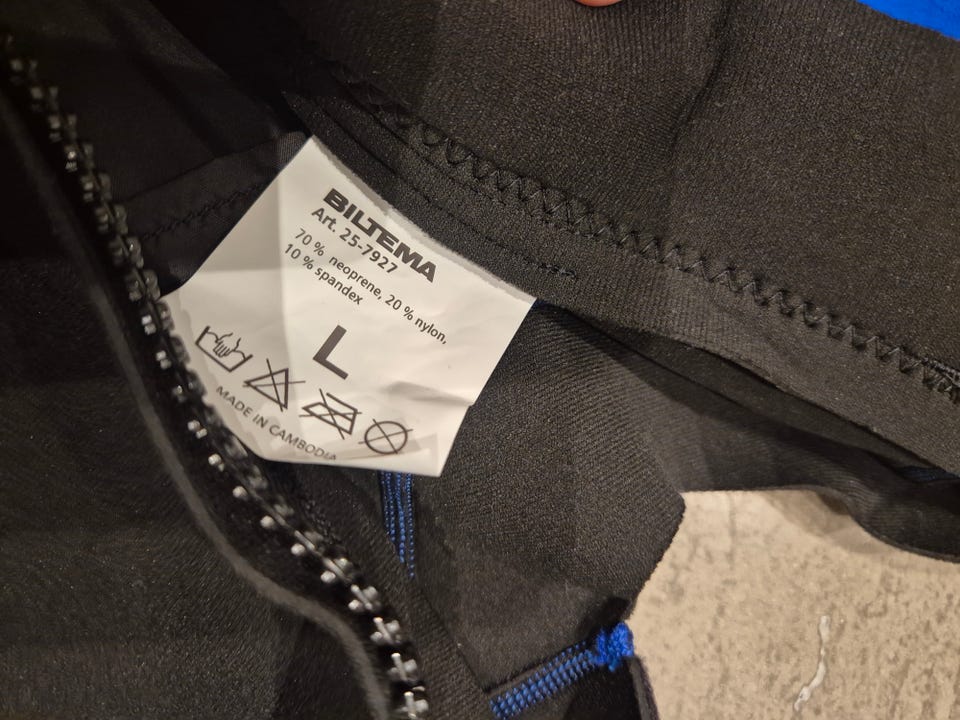 BILTEMA
Art. 25-7927
70 % neoprene, 20 % nylon,
10 % spandex
L
MADE IN CAMBODIA